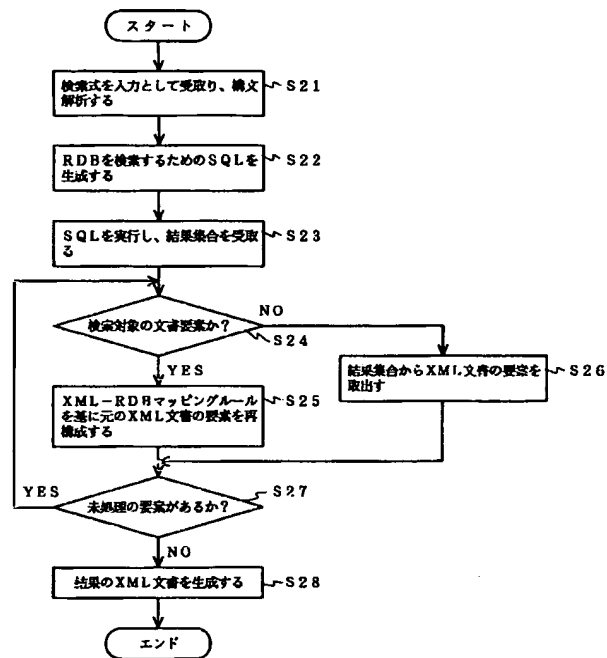 スタート
検索式を入力として受取り、構文
解析する
S21
RDBを検索するためのSQLを
生成する
S22
SQLを実行し、結果集合を受取
る
S23
検索対象の文書要素か?
NO
S24
YES
結果集合からXML文書の要素を
取出す
S26
XML-RDBマッピングルール
を基に元のXML文書の要素を再
構成する
S25
YES
未処理の要素があるか?
S27
NO
結果のXML文書を生成する
S28
エンド